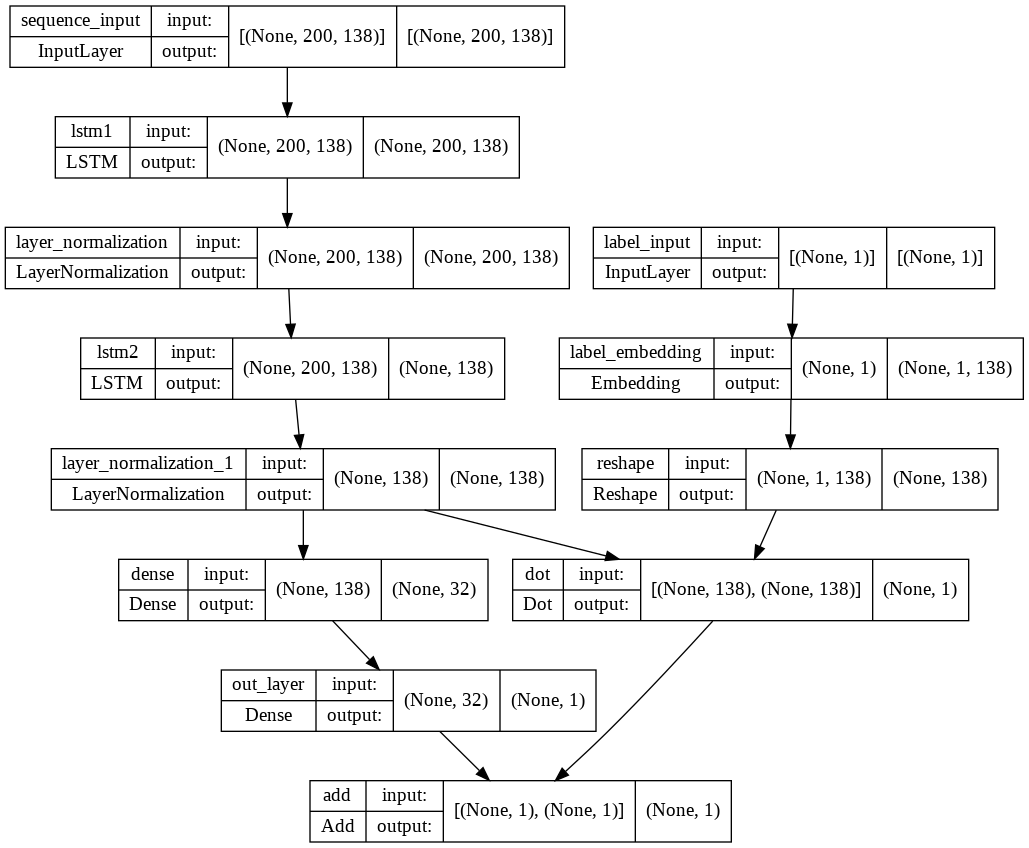 sequence_input input: [(None, 200, 138)] [(None, 200, 138)]
InputLayer output:
lstm1 input: (None, 200, 138) (None, 200, 138)
LSTM output:
layer_normalization input: (None, 200, 138) (None, 200, 138)
LayerNormalization output:
label_input input: [(None, 1)] [(None, 1)]
InputLayer output:
lstm2 input: (None, 200, 138) (None, 138)
LSTM output:
label_embedding input: (None, 1) (None, 1, 138)
Embedding output:
layer_normalization_1 input: (None, 138) (None, 138)
LayerNormalization output:
reshape input: (None, 1, 138) (None, 138)
Reshape output:
dense input: (None, 138) (None, 32)
Dense output:
dot input: [(None, 138), (None, 138)] (None, 1)
Dot output:
out_layer input: (None, 32) (None, 1)
Dense output:
add input: [(None, 1), (None, 1)] (None, 1)
Add output: